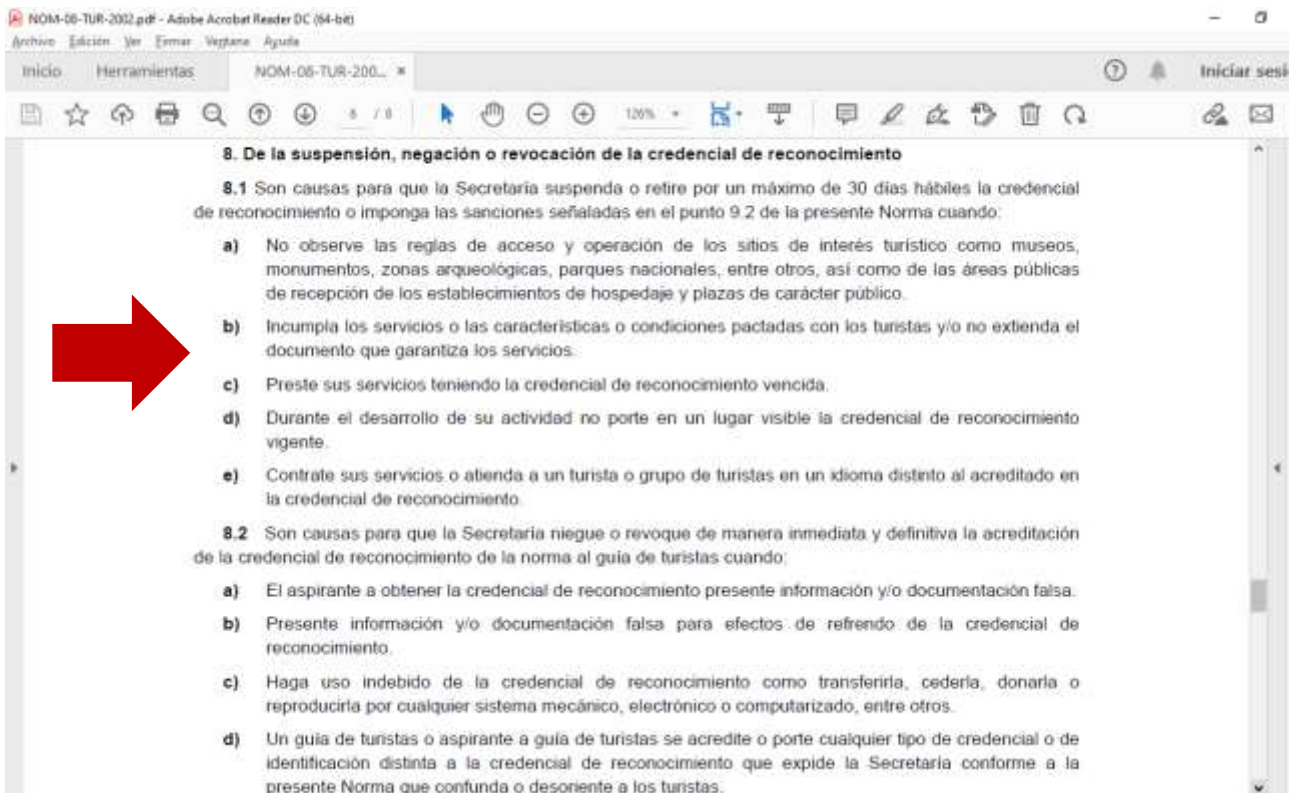 NOM-08-TUR-2002.pdf - Adobe Acrobat Reader DC (64-bit)
Archivo Edición Ver Firmar Ventana Ayuda
Inicio Herramientas NOM-08-TUR-200... × Iniciar sesi
8 / 8 126%
8. De la suspensión, negación o revocación de la credencial de reconocimiento
8.1 Son causas para que la Secretaría suspenda o retire por un máximo de 30 días hábiles la credencial
de reconocimiento o imponga las sanciones señaladas en el punto 9.2 de la presente Norma cuando:
a) No observe las reglas de acceso y operación de los sitios de interés turístico como museos,
monumentos, zonas arqueológicas, parques nacionales, entre otros, así como de las áreas públicas
de recepción de los establecimientos de hospedaje y plazas de carácter público.
b) Incumpla los servicios o las características o condiciones pactadas con los turistas y/o no extienda el
documento que garantiza los servicios.
c) Preste sus servicios teniendo la credencial de reconocimiento vencida.
d) Durante el desarrollo de su actividad no porte en un lugar visible la credencial de reconocimiento
vigente.
e) Contrate sus servicios o atienda a un turista o grupo de turistas en un idioma distinto al acreditado en
la credencial de reconocimiento.
8.2 Son causas para que la Secretaría niegue o revoque de manera inmediata y definitiva la acreditación
de la credencial de reconocimiento de la norma al guía de turistas cuando:
a) El aspirante a obtener la credencial de reconocimiento presente información y/o documentación falsa.
b) Presente información y/o documentación falsa para efectos de refrendo de la credencial de
reconocimiento.
c) Haga uso indebido de la credencial de reconocimiento como transferirla, cederla, donarla o
reproducirla por cualquier sistema mecánico, electrónico o computarizado, entre otros.
d) Un guía de turistas o aspirante a guía de turistas se acredite o porte cualquier tipo de credencial o de
identificación distinta a la credencial de reconocimiento que expide la Secretaría conforme a la
presente Norma que confunda o desoriente a los turistas.